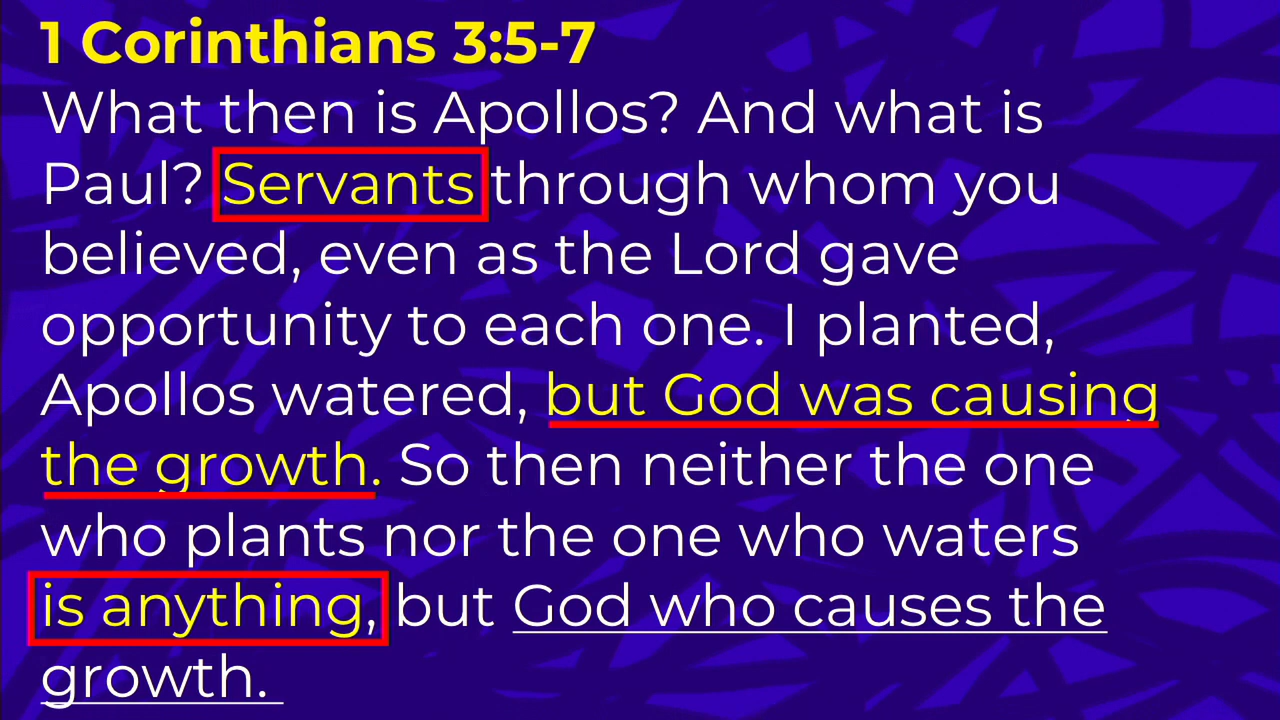 1 Corinthians 3:5-7
What then is Apollos? And what is
Paul? Servants through whom you
believed, even as the Lord gave
opportunity to each one. I planted,
Apollos watered, but God was causing
the growth. So then neither the one
who plants nor the one who waters
is anything, but God who causes the
growth.